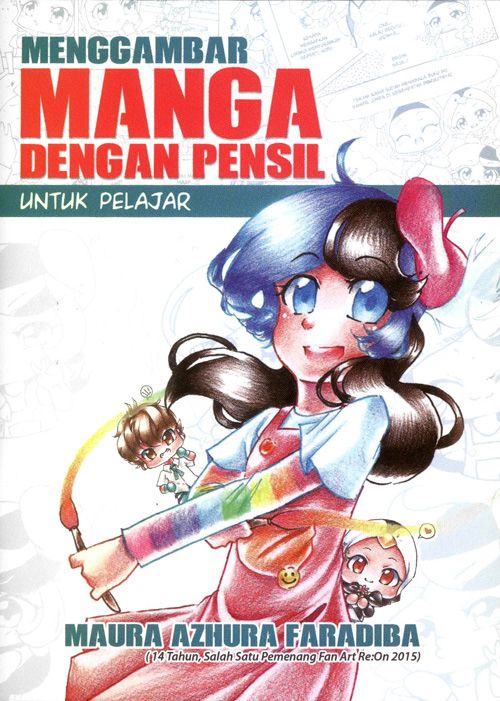 MENGGAMBAR
MANGA
DENGAN PENSIL
UNTUK PELAJAR
MAURA AZHURA FARADIBA
( 14 Tahun, Salah Satu Pemenang Fan Art Re:On 2015)